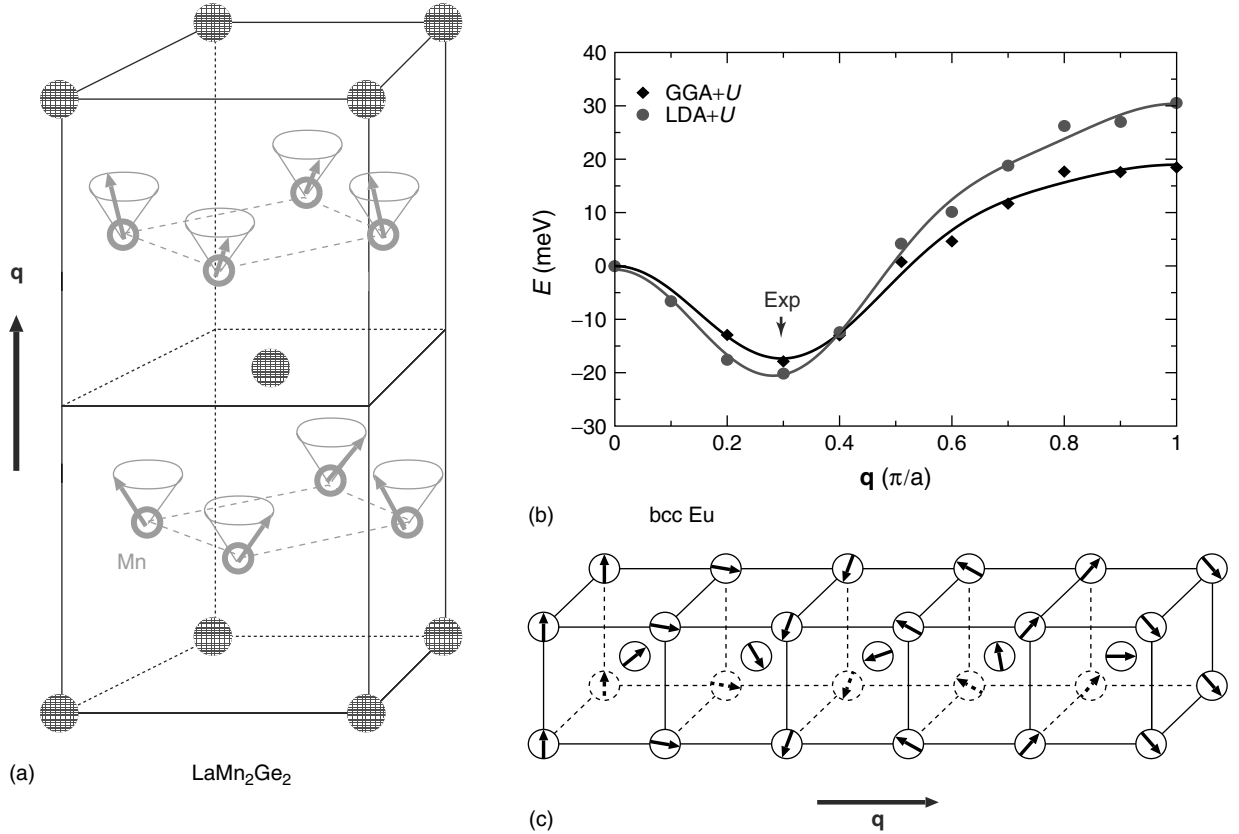 q
Mn
(a)
LaMn₂Ge₂
40
30
20
10
0
−10
−20
−30
E (meV)
GGA+U
LDA+U
Exp
0
0.2
0.4
0.6
0.8
1
q (π/a)
(b)
bcc Eu
(c)
q